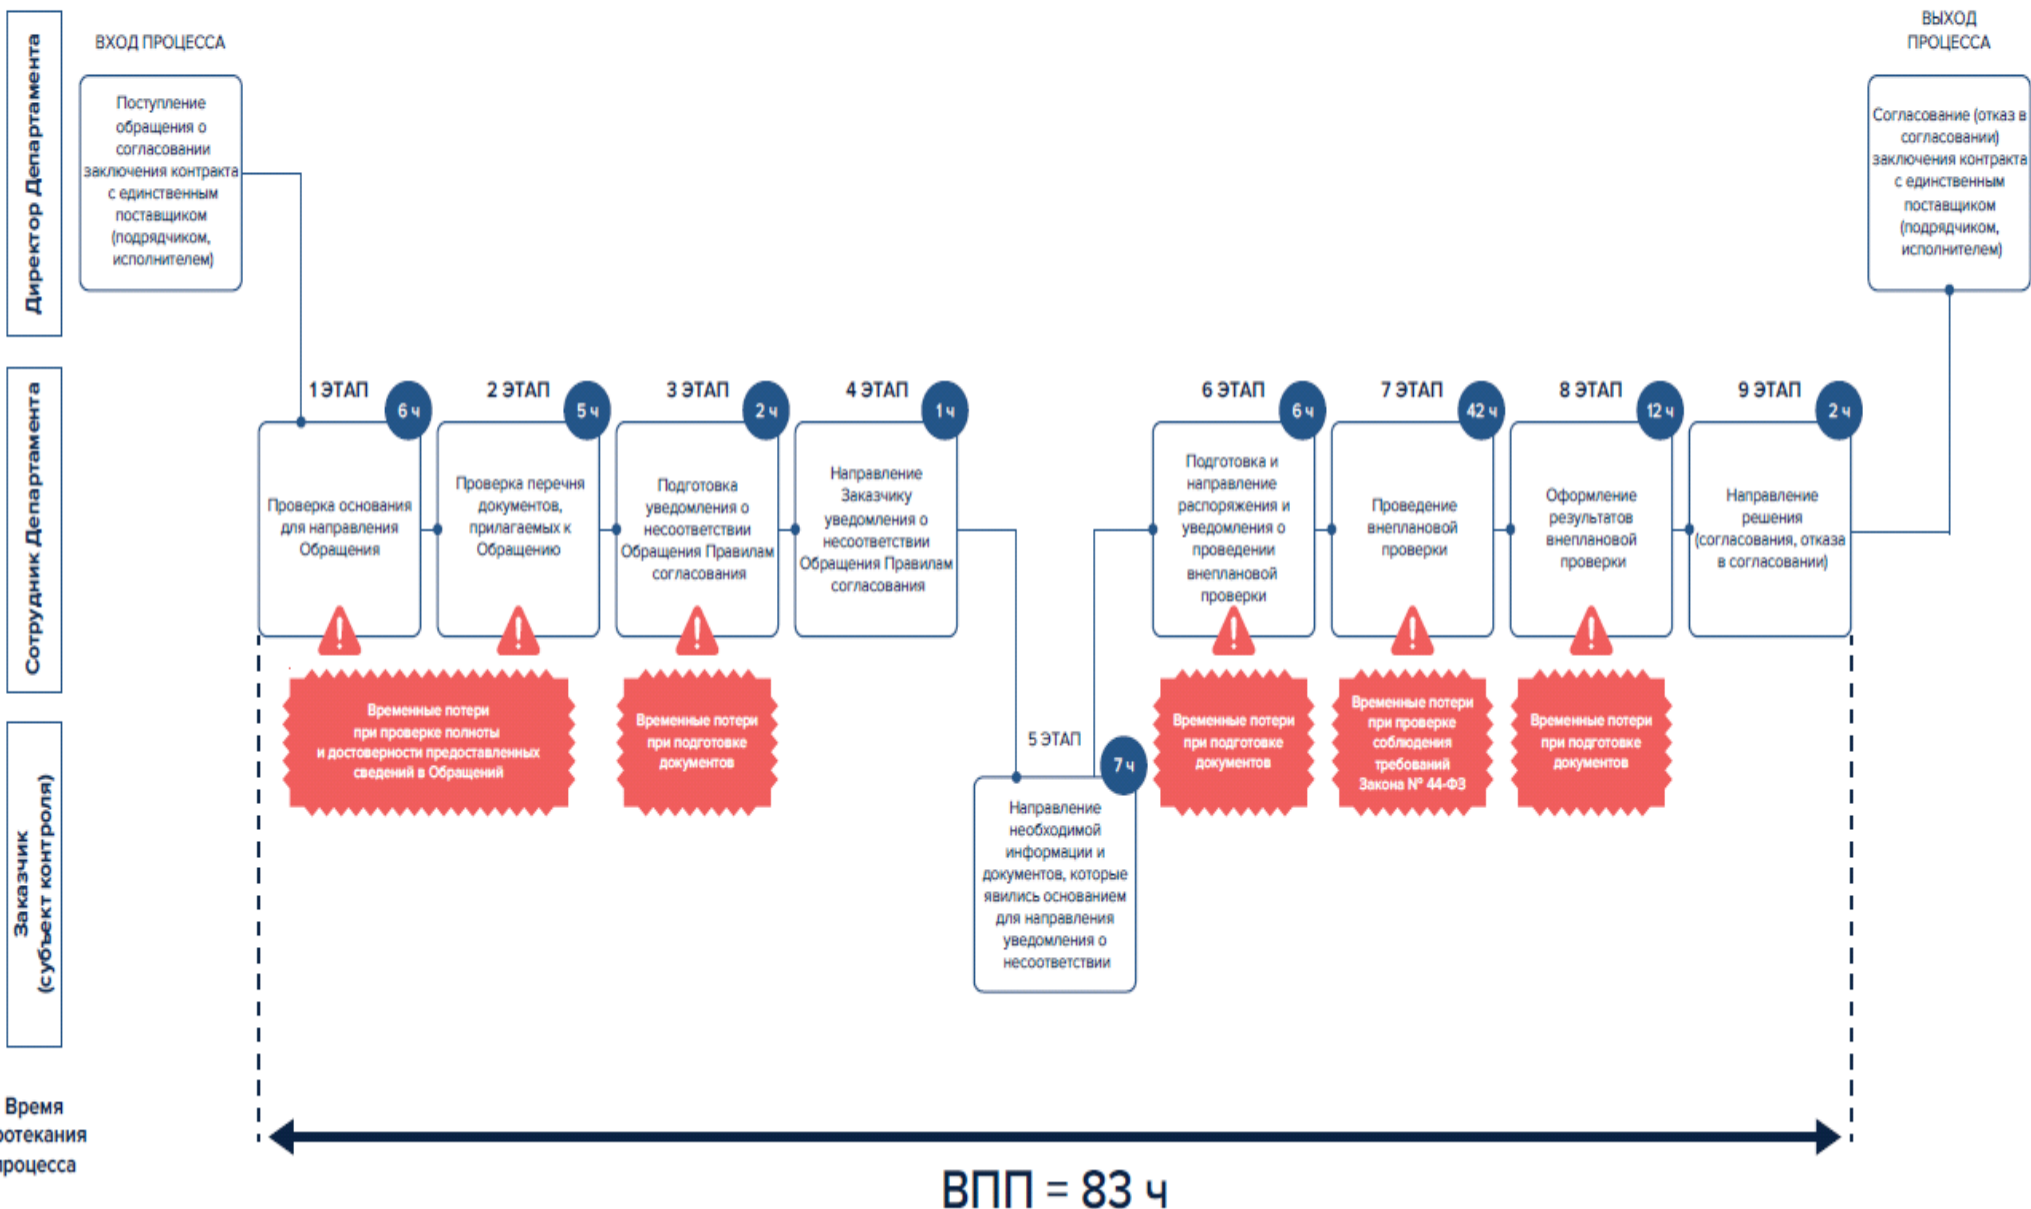 Директор Департамента
ВХОД ПРОЦЕССА
Поступление
обращения о
согласовании
заключения контракта
с единственным
поставщиком
(подрядчиком,
исполнителем)
ВЫХОД
ПРОЦЕССА
Согласование (отказ в
согласовании)
заключения контракта
с единственным
поставщиком
(подрядчиком,
исполнителем)
Сотрудник Департамента
1 ЭТАП
6 ч
Проверка основания
для направления
Обращения
2 ЭТАП
5 ч
Проверка перечня
документов,
прилагаемых к
Обращению
3 ЭТАП
2 ч
Подготовка
уведомления о
несоответствии
Обращения Правилам
согласования
4 ЭТАП
1 ч
Направление
Заказчику
уведомления о
несоответствии
Обращения Правилам
согласования
6 ЭТАП
6 ч
Подготовка и
направление
распоряжения и
уведомления о
проведении
внеплановой
проверки
7 ЭТАП
42 ч
Проведение
внеплановой
проверки
8 ЭТАП
12 ч
Оформление
результатов
внеплановой
проверки
9 ЭТАП
2 ч
Направление
решения
(согласования, отказа
в согласовании)
Временные потери
при проверке полноты
и достоверности предоставленных
сведений в Обращений
Временные потери
при подготовке
документов
Временные потери
при подготовке
документов
Временные потери
при проверке
соблюдения
требований
Закона № 44-ФЗ
Временные потери
при подготовке
документов
Заказчик
(субъект контроля)
5 ЭТАП
7 ч
Направление
необходимой
информации и
документов, которые
явились основанием
для направления
уведомления о
несоответствии
Время
ротекания
процесса
ВПП = 83 ч